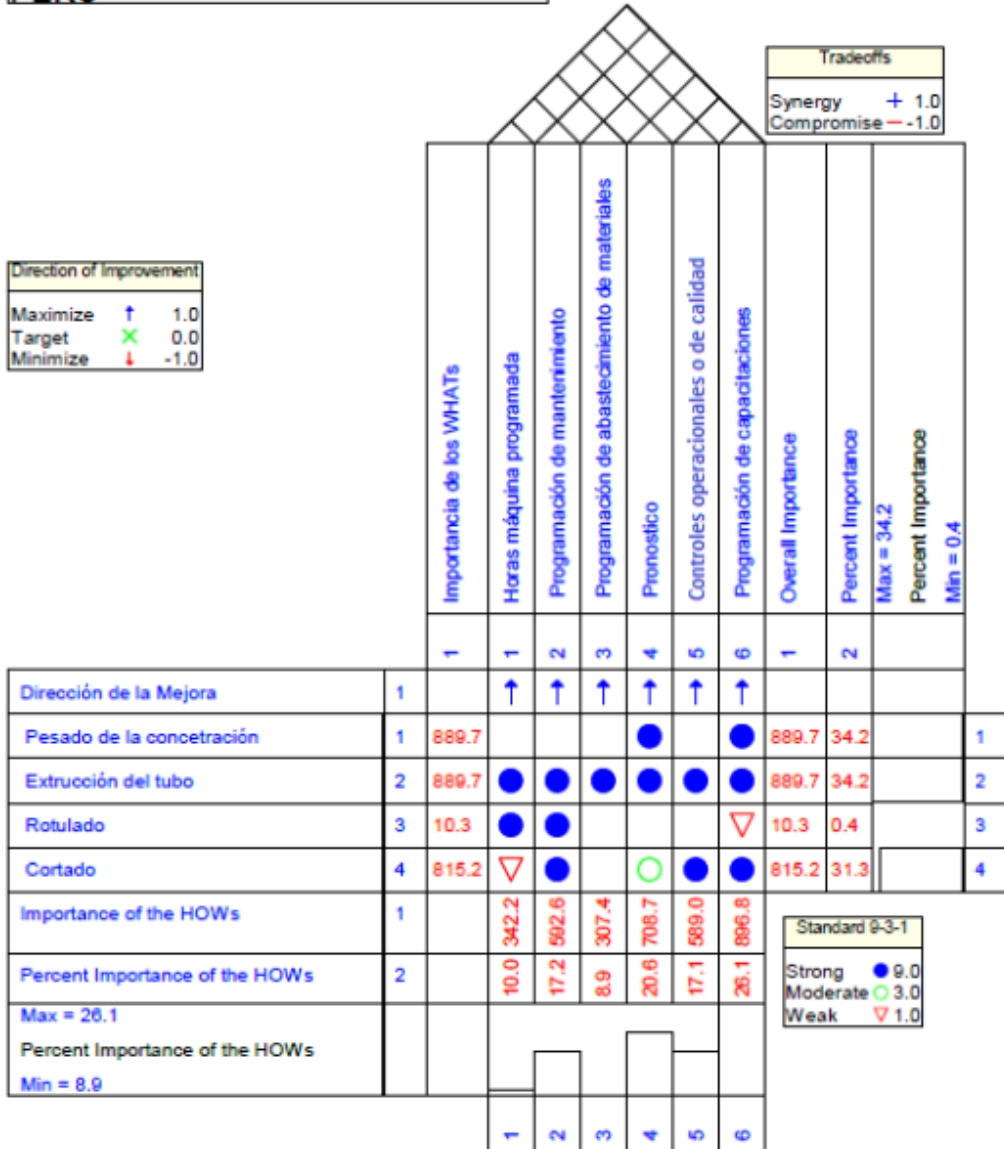 Tradeoffs
Synergy + 1.0
Compromise − -1.0
Direction of Improvement
Maximize ↑ 1.0
Target × 0.0
Minimize ↓ -1.0
Importancia de los WHATs
Horas máquina programada
Programación de mantenimiento
Programación de abastecimiento de materiales
Pronostico
Controles operacionales o de calidad
Programación de capacitaciones
Overall Importance
Percent Importance
Max = 34.2
Percent Importance
Min = 0.4
1 1 2 3 4 5 6 1 2
Dirección de la Mejora 1 ↑ ↑ ↑ ↑ ↑ ↑
Pesado de la concetración 1 889.7 889.7 34.2 1
Extrucción del tubo 2 889.7 889.7 34.2 2
Rotulado 3 10.3 10.3 0.4 3
Cortado 4 815.2 815.2 31.3 4
Importance of the HOWs 1 342.2 592.6 307.4 708.7 589.0 896.8
Percent Importance of the HOWs 2 10.0 17.2 8.9 20.6 17.1 26.1
Standard 9-3-1
Strong 9.0
Moderate 3.0
Weak 1.0
Max = 26.1
Percent Importance of the HOWs
Min = 8.9
1 2 3 4 5 6